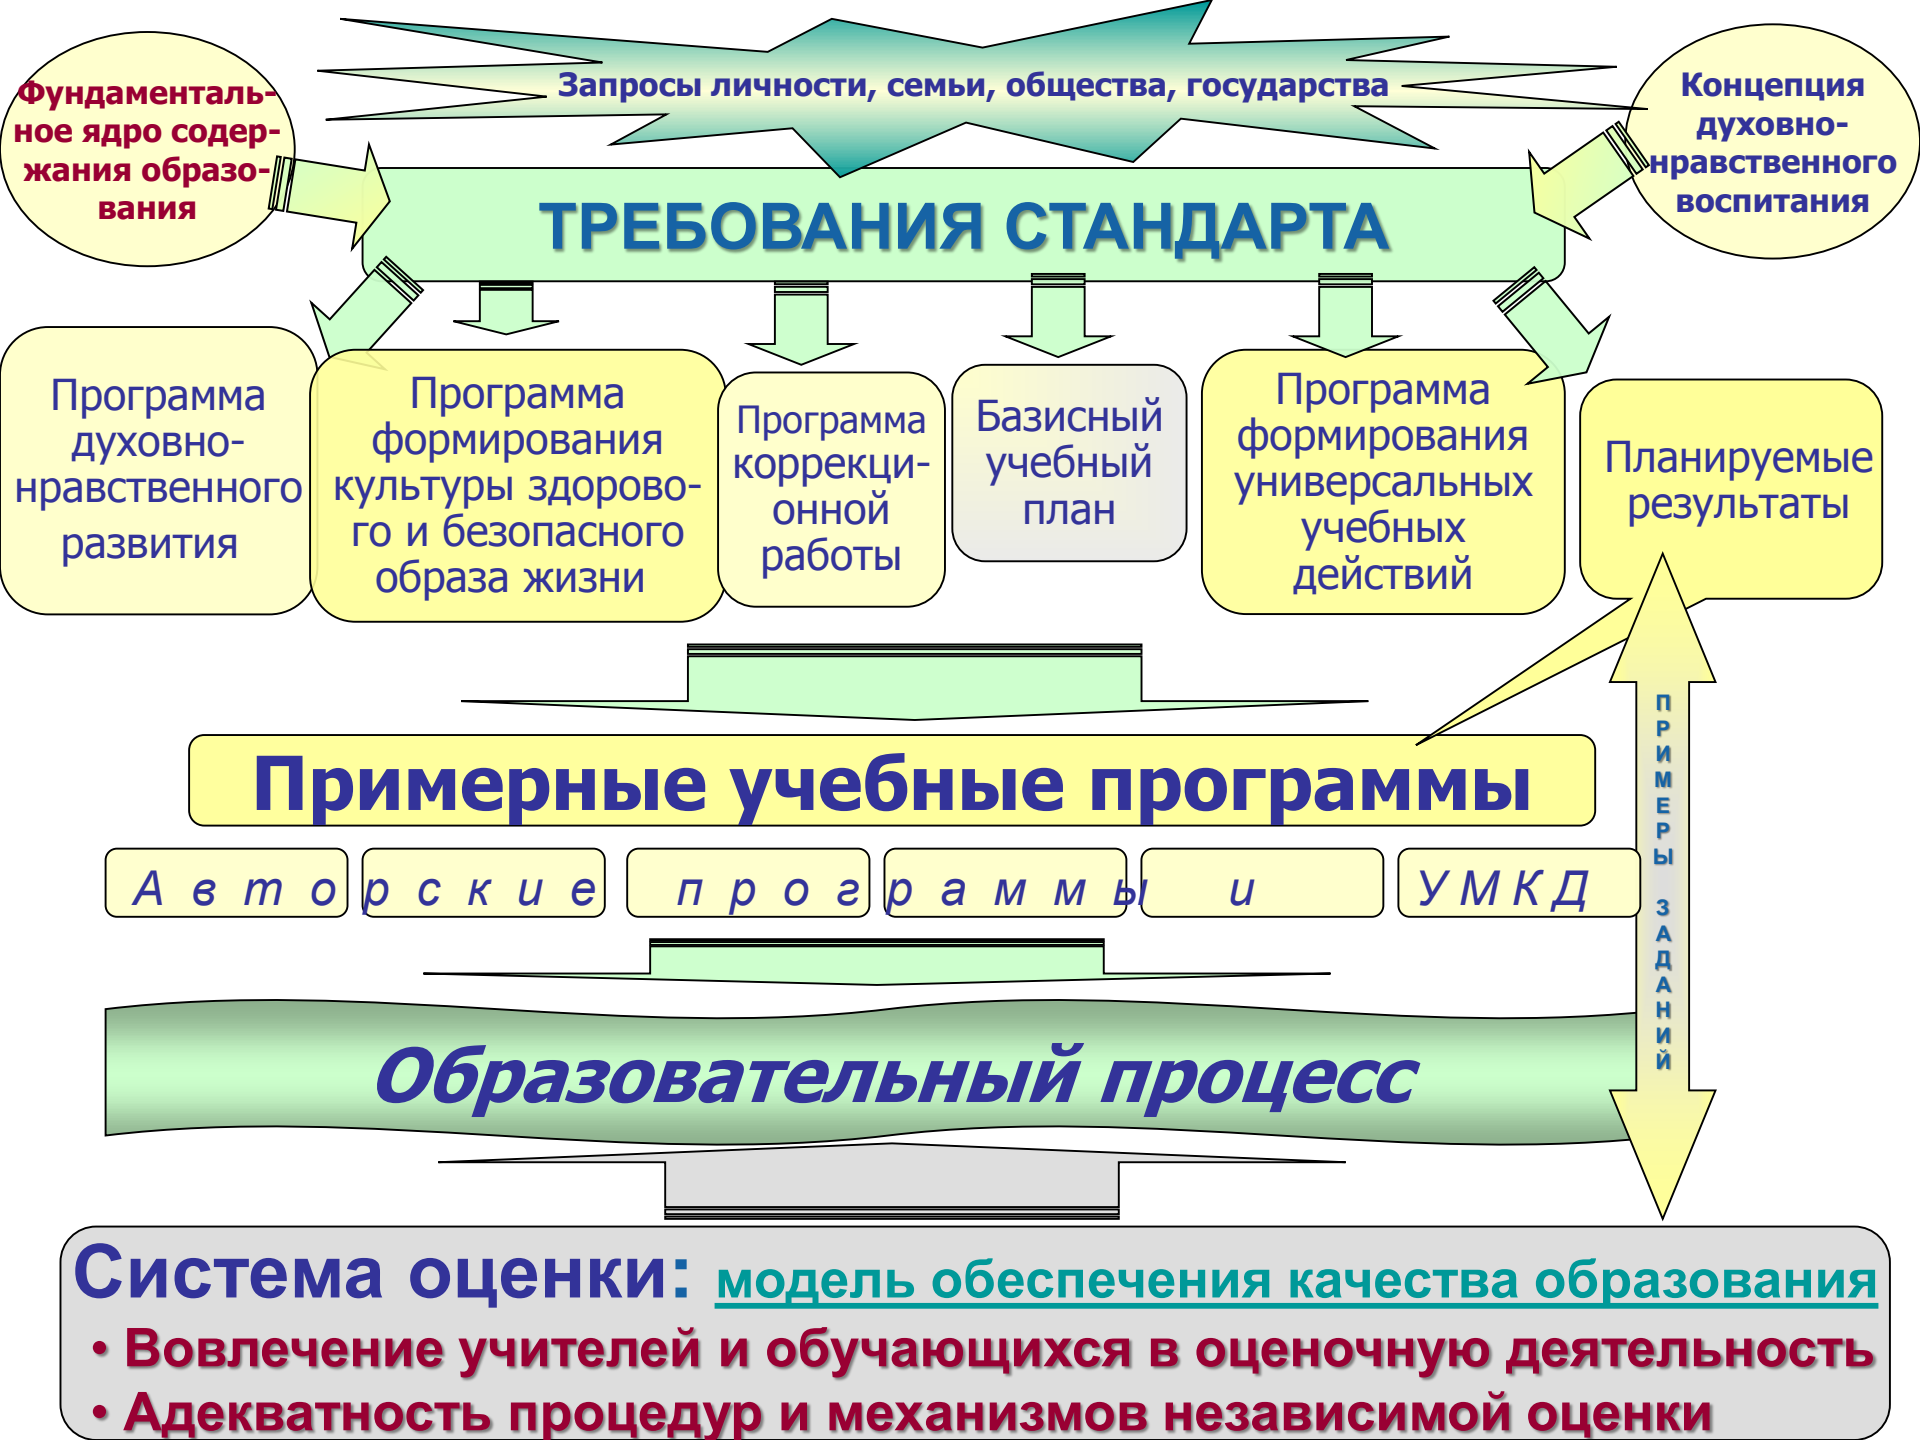 Запросы личности, семьи, общества, государства
Фундаменталь-
ное ядро содер-
жания образо-
вания
Концепция
духовно-
нравственного
воспитания
ТРЕБОВАНИЯ СТАНДАРТА
Программа
духовно-
нравственного
развития
Программа
формирования
культуры здорово-
го и безопасного
образа жизни
Программа
коррекци-
онной
работы
Базисный
учебный
план
Программа
формирования
универсальных
учебных
действий
Планируемые
результаты
Примерные учебные программы
А в т о р с к и е п р о г р а м м ы и У М К Д
ПРИМЕРЫ ЗАДАНИЙ
Образовательный процесс
Система оценки: модель обеспечения качества образования
• Вовлечение учителей и обучающихся в оценочную деятельность
• Адекватность процедур и механизмов независимой оценки